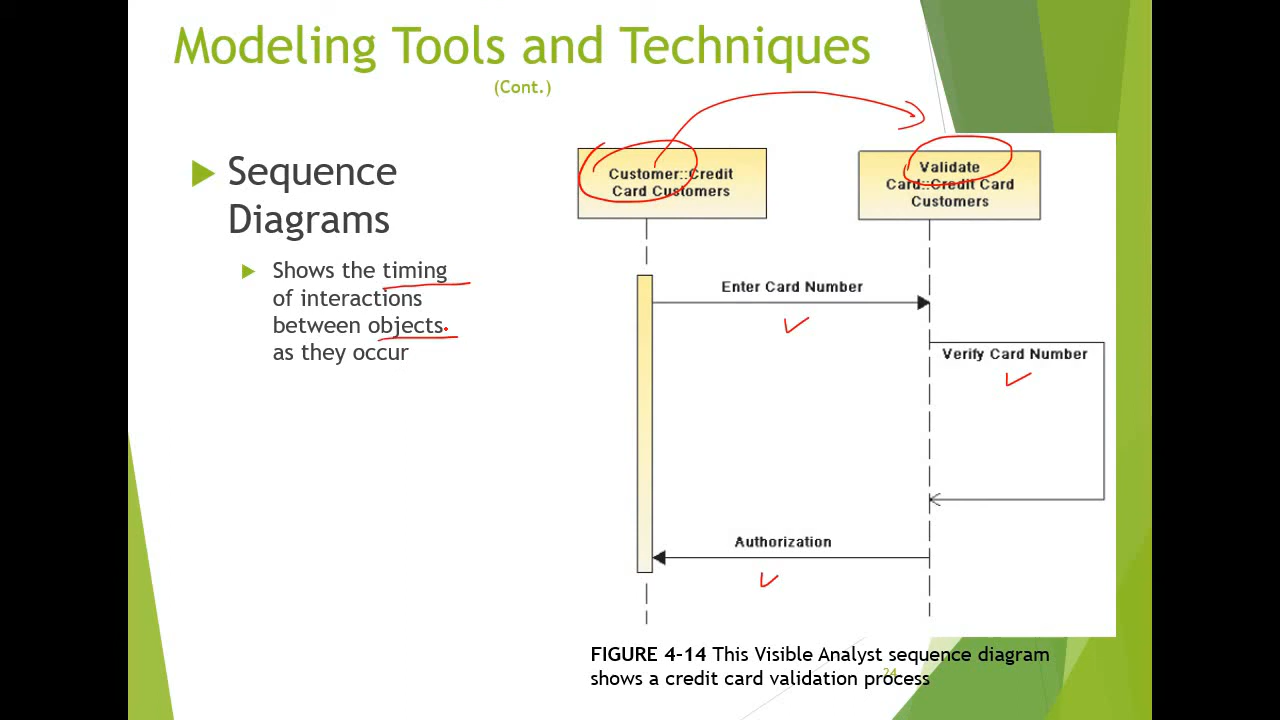 Modeling Tools and Techniques
(Cont.)
Sequence
Diagrams
Shows the timing
of interactions
between objects
as they occur
Customer::Credit
Card Customers
Validate
Card::Credit Card
Customers
Enter Card Number
Verify Card Number
Authorization
FIGURE 4-14 This Visible Analyst sequence diagram
shows a credit card validation process
24